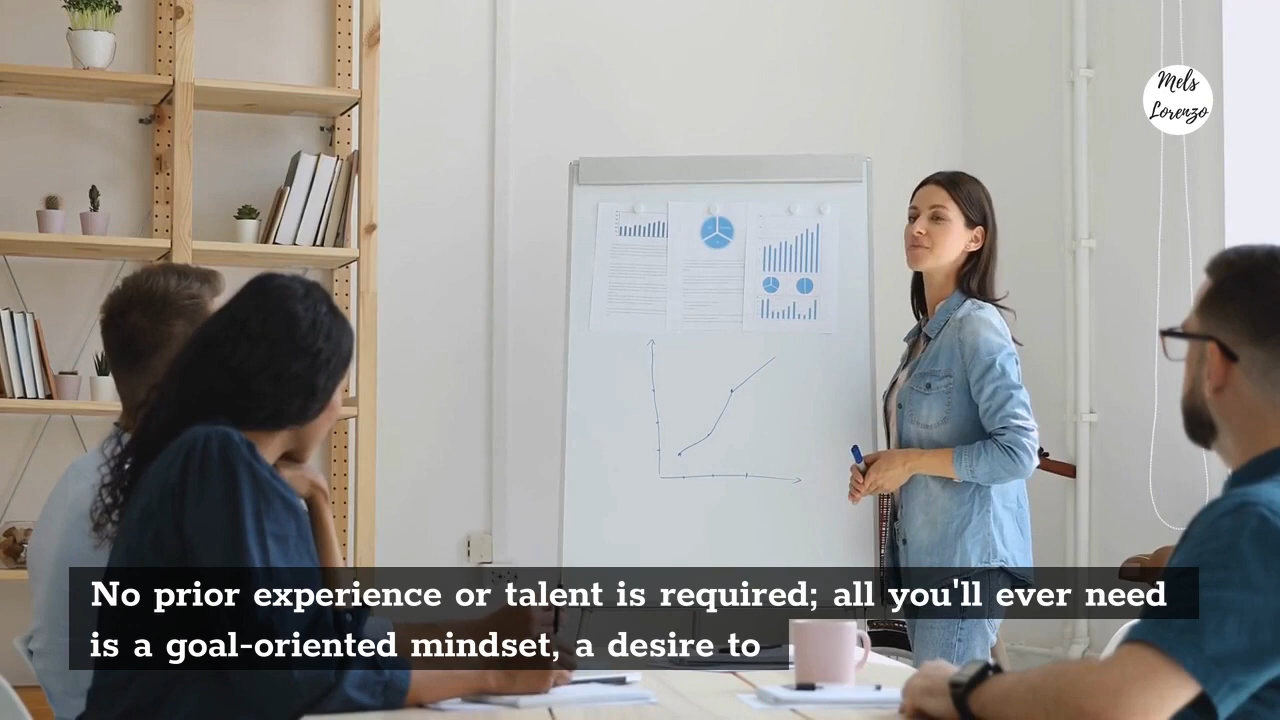 Mels
Lorenzo
No prior experience or talent is required; all you'll ever need
is a goal-oriented mindset, a desire to